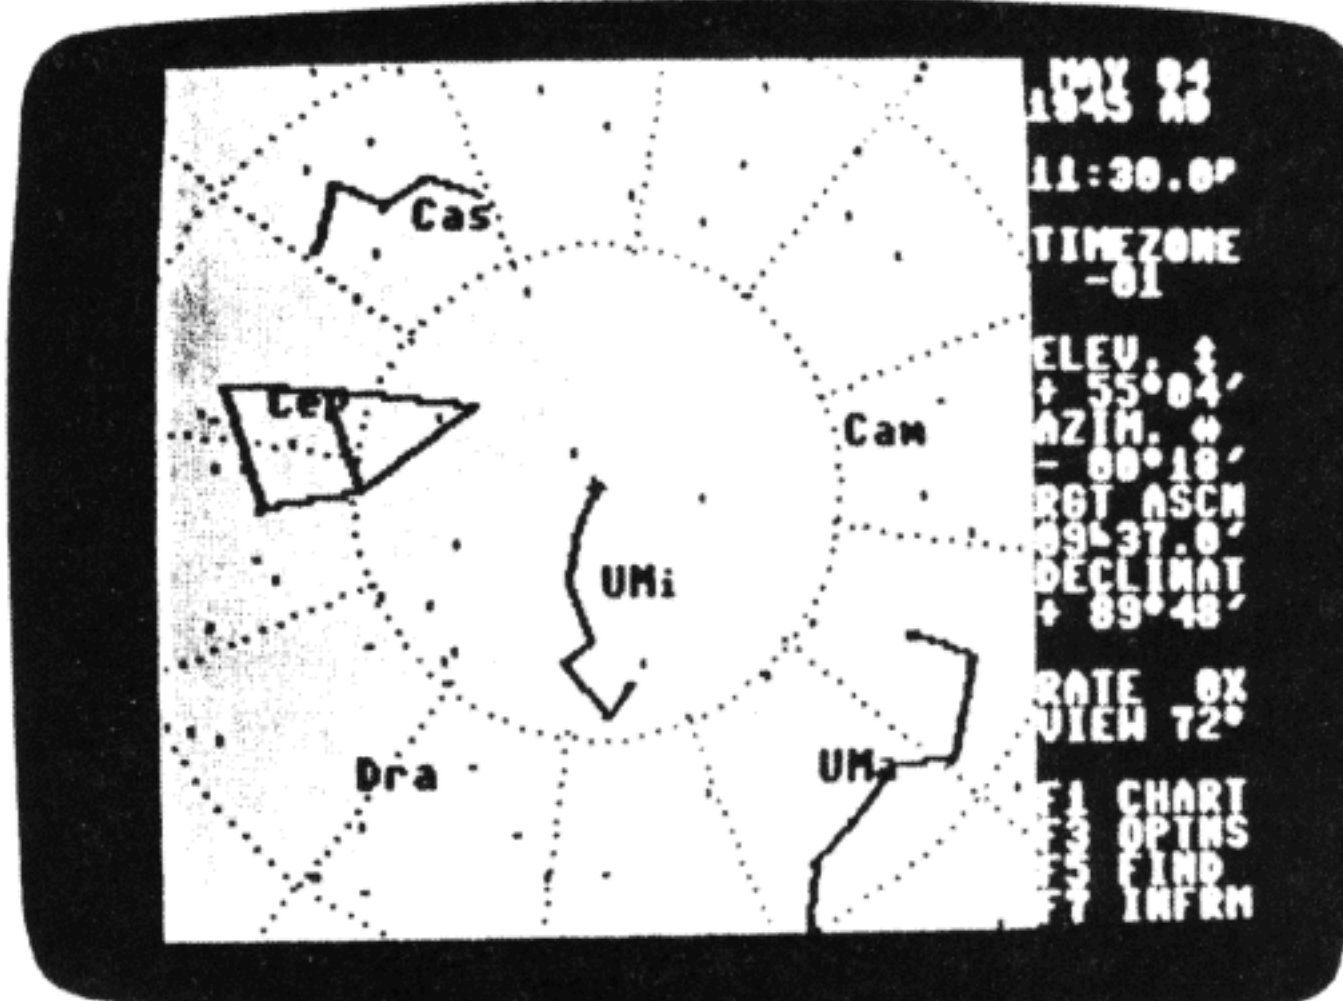 MAY 04
1945 AD
11:30.0P
TIMEZONE
-01
ELEV. ↕
+ 55°04′
AZIM. ↔
- 00°18′
RGT ASCN
09h37.0′
DECLINAT
+ 89°48′
RATE 0X
VIEW 72°
F1 CHART
F3 OPTNS
F5 FIND
F7 INFRM
Cas
Cep
Cam
UMi
Dra
UMa